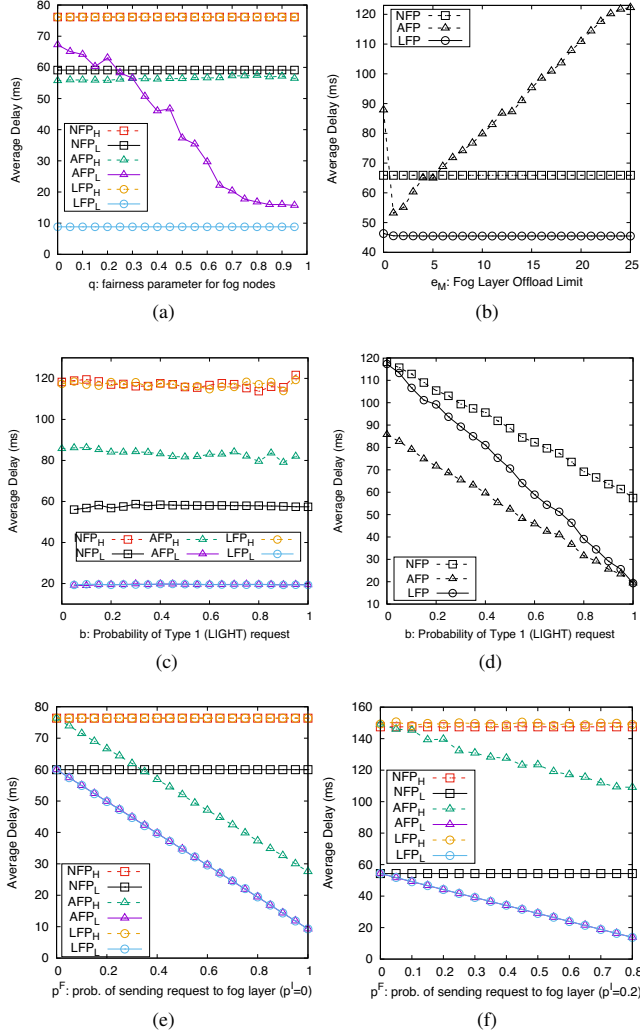 80
70
60
50
40
30
20
10
0
Average Delay (ms)
NFP_H
NFP_L
AFP_H
AFP_L
LFP_H
LFP_L
0 0.1 0.2 0.3 0.4 0.5 0.6 0.7 0.8 0.9 1
q: fairness parameter for fog nodes
(a)
120
110
100
90
80
70
60
50
40
Average Delay (ms)
NFP
AFP
LFP
0 5 10 15 20 25
e_M: Fog Layer Offload Limit
(b)
120
100
80
60
40
20
Average Delay (ms)
NFP_H AFP_H LFP_H
NFP_L AFP_L LFP_L
0 0.2 0.4 0.6 0.8 1
b: Probability of Type 1 (LIGHT) request
(c)
120
110
100
90
80
70
60
50
40
30
20
10
Average Delay (ms)
NFP
AFP
LFP
0 0.2 0.4 0.6 0.8 1
b: Probability of Type 1 (LIGHT) request
(d)
80
70
60
50
40
30
20
10
0
Average Delay (ms)
NFP_H
NFP_L
AFP_H
AFP_L
LFP_H
LFP_L
0 0.2 0.4 0.6 0.8 1
p^F: prob. of sending request to fog layer (p^I=0)
(e)
160
140
120
100
80
60
40
20
0
Average Delay (ms)
NFP_H
NFP_L
AFP_H
AFP_L
LFP_H
LFP_L
0 0.1 0.2 0.3 0.4 0.5 0.6 0.7 0.8
p^F: prob. of sending request to fog layer (p^I=0.2)
(f)